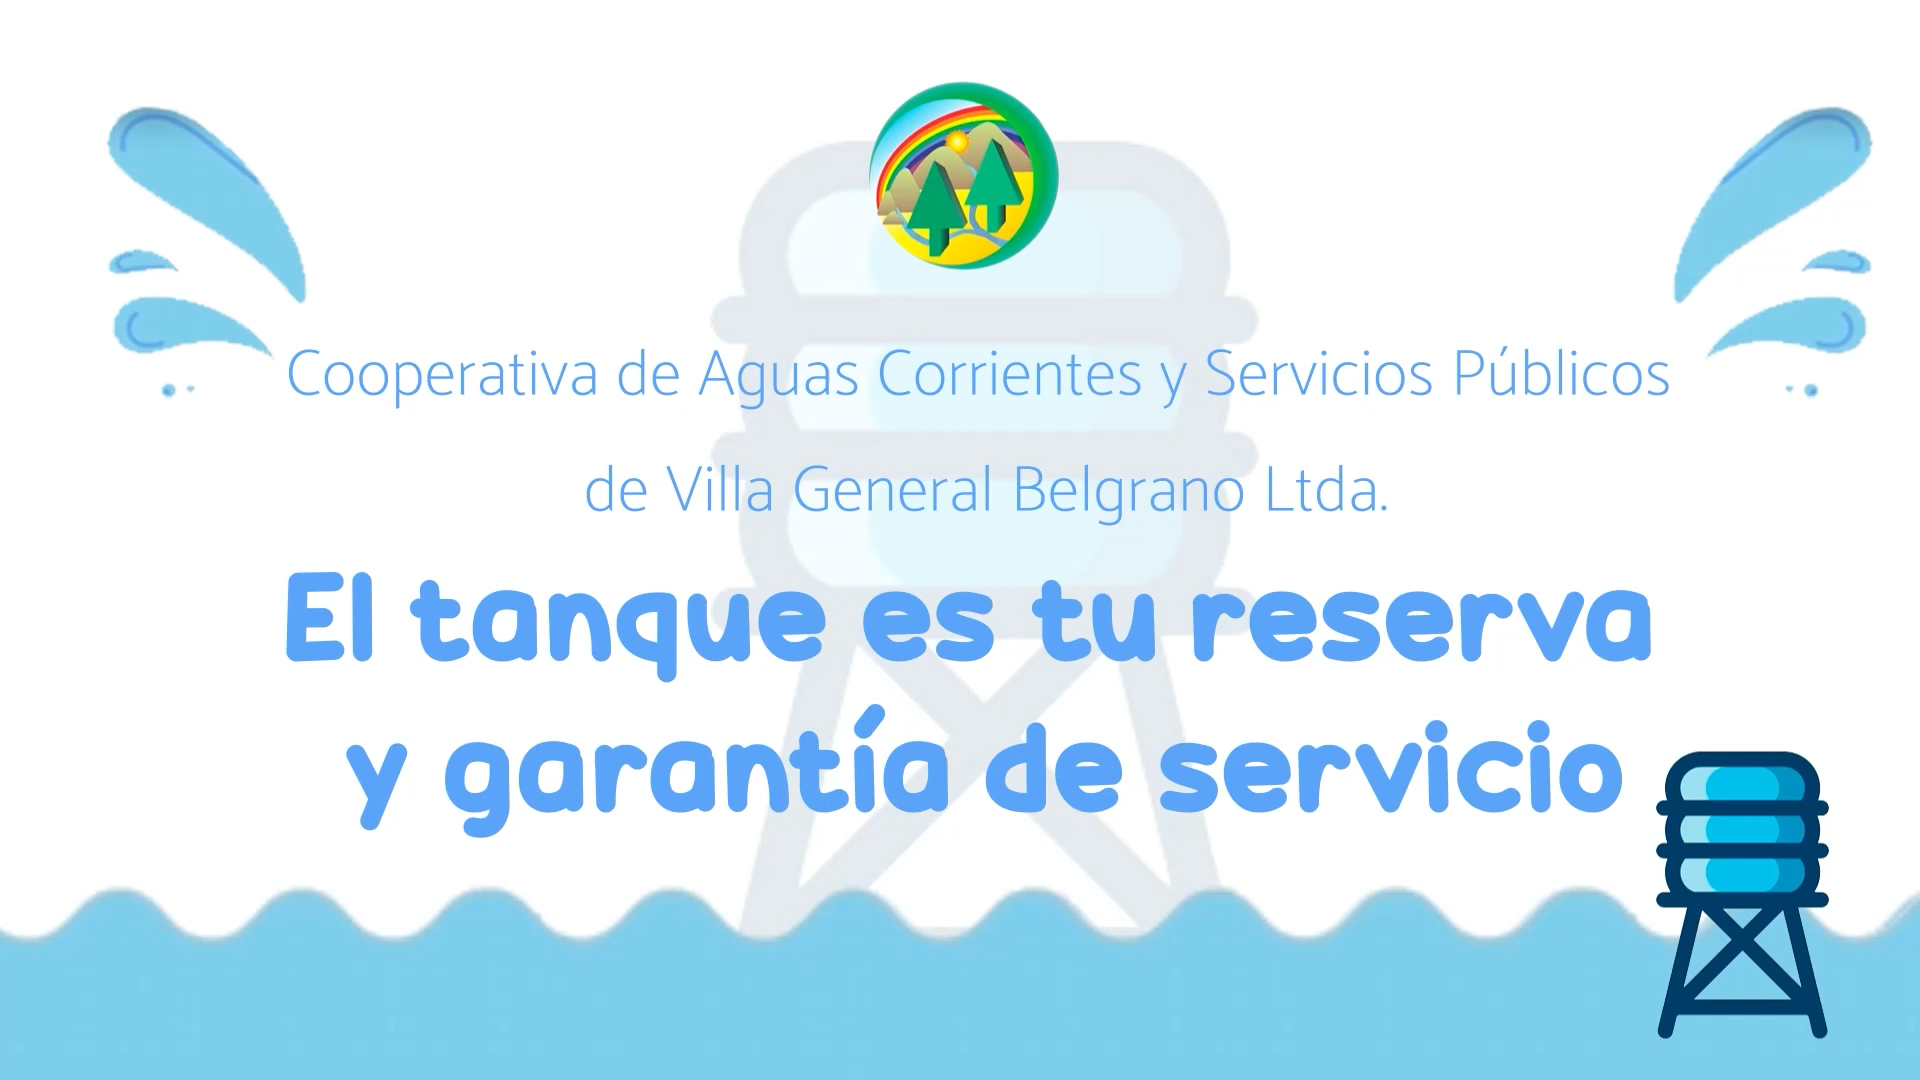 Cooperativa de Aguas Corrientes y Servicios Públicos
de Villa General Belgrano Ltda.
El tanque es tu reserva
y garantía de servicio